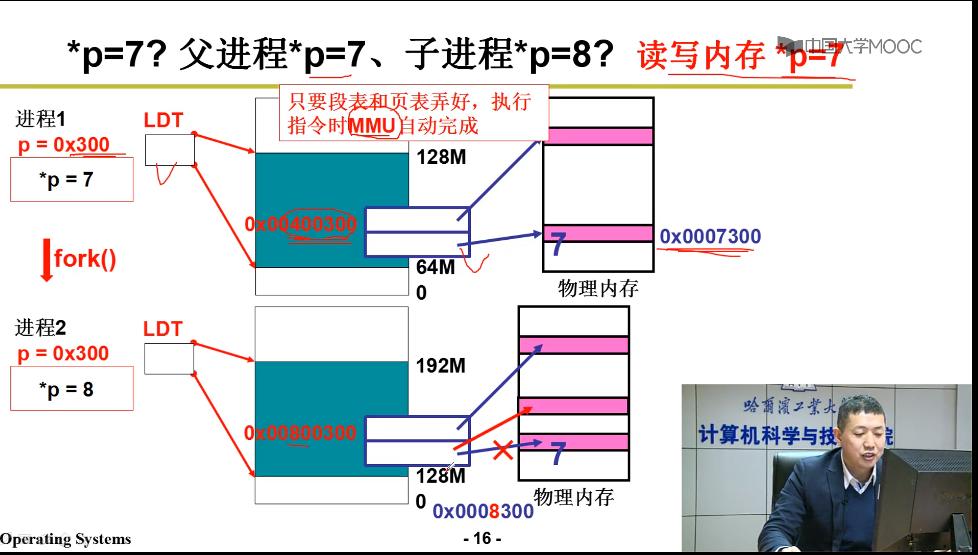 *p=7? 父进程*p=7、子进程*p=8? 读写内存 *p=7
中国大学MOOC
只要段表和页表弄好，执行
指令时MMU自动完成
进程1
p = 0x300
*p = 7
LDT
128M
0x00400300
64M
0
7
0x0007300
物理内存
fork()
进程2
p = 0x300
*p = 8
LDT
192M
0x00800300
128M
0
7
0x0008300
物理内存
哈尔滨工业大
计算机科学与技 院
Operating Systems
- 16 -